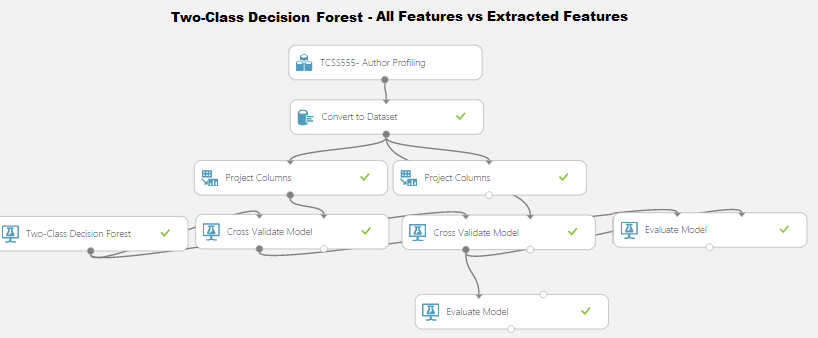 Two-Class Decision Forest - All Features vs Extracted Features
TCSS555- Author Profiling
Convert to Dataset
Project Columns
Project Columns
Two-Class Decision Forest
Cross Validate Model
Cross Validate Model
Evaluate Model
Evaluate Model